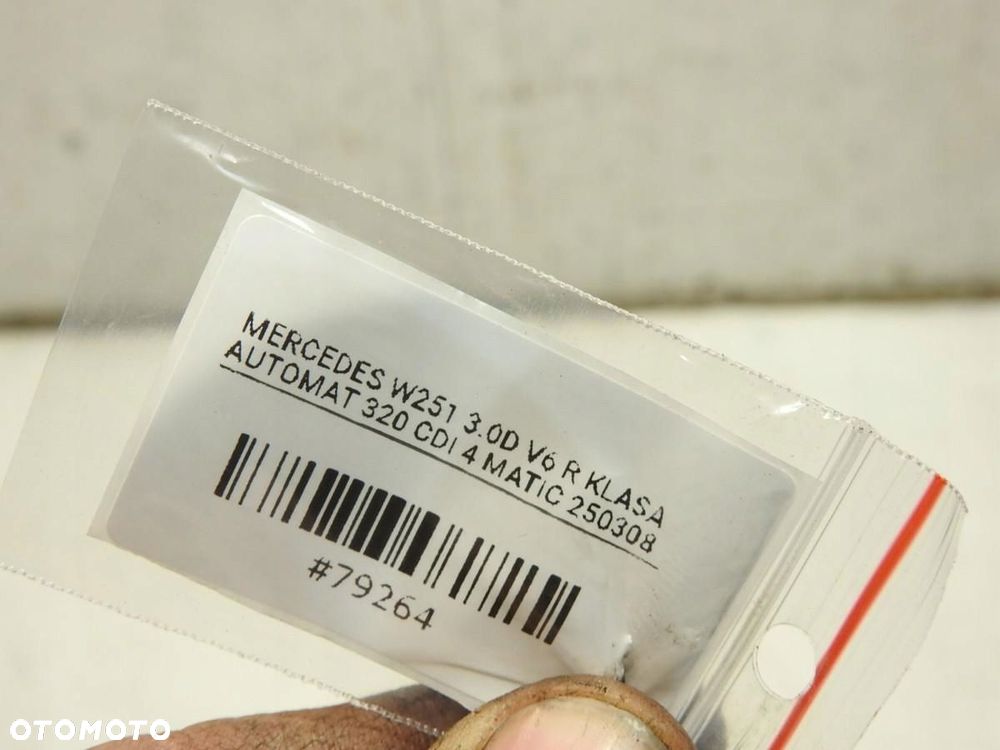 MERCEDES W251 3.0D V6 R KLASA
AUTOMAT 320 CDI 4 MATIC 250308
#79264
OTOMOTO